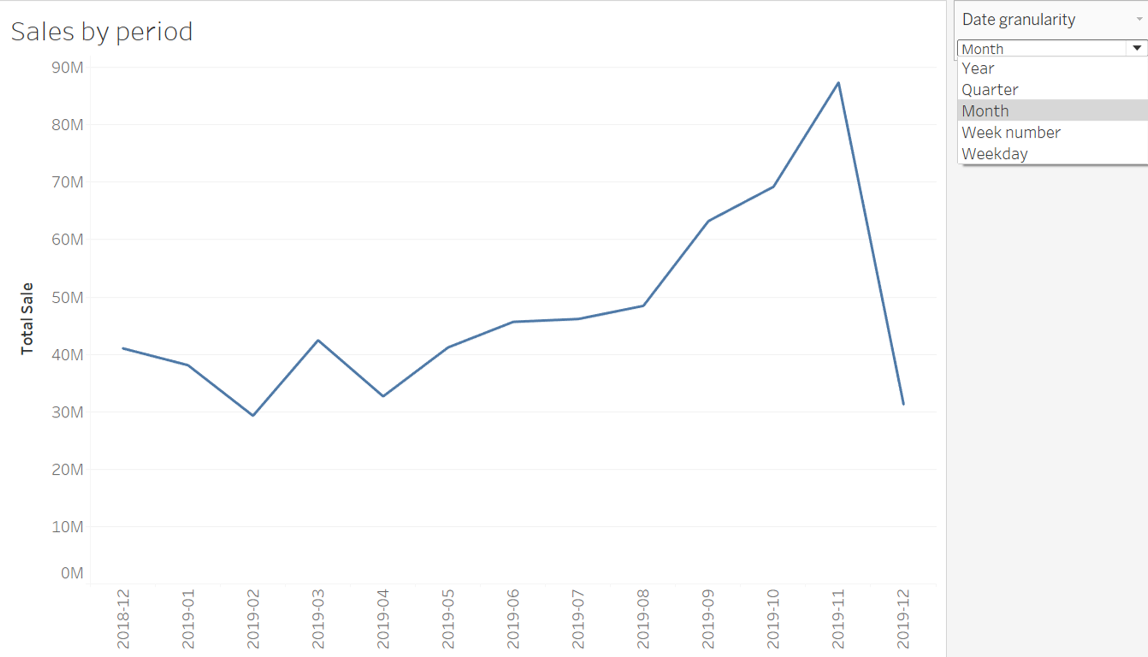 Sales by period
90M
80M
70M
60M
50M
40M
30M
20M
10M
0M
Total Sale
2018-12
2019-01
2019-02
2019-03
2019-04
2019-05
2019-06
2019-07
2019-08
2019-09
2019-10
2019-11
2019-12
Date granularity
Month
Year
Quarter
Month
Week number
Weekday